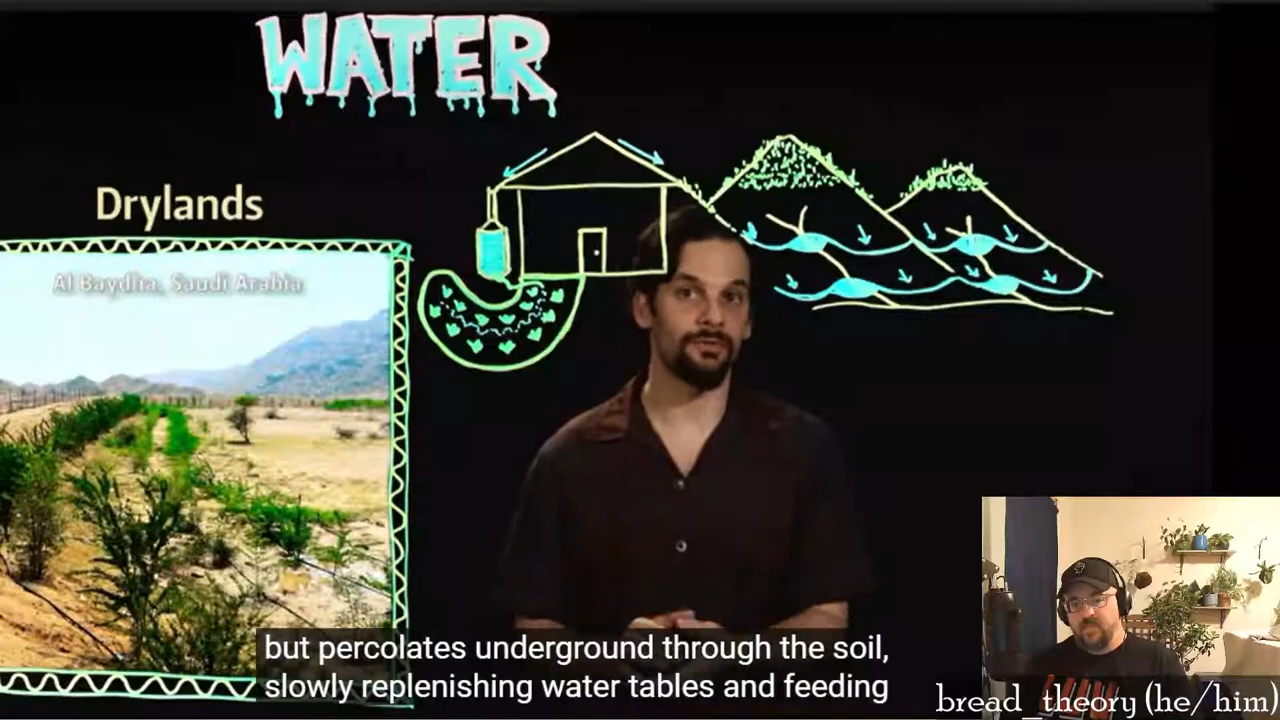 WATER
Drylands
Al Baydha, Saudi Arabia
but percolates underground through the soil,
slowly replenishing water tables and feeding
bread_theory (he/him)